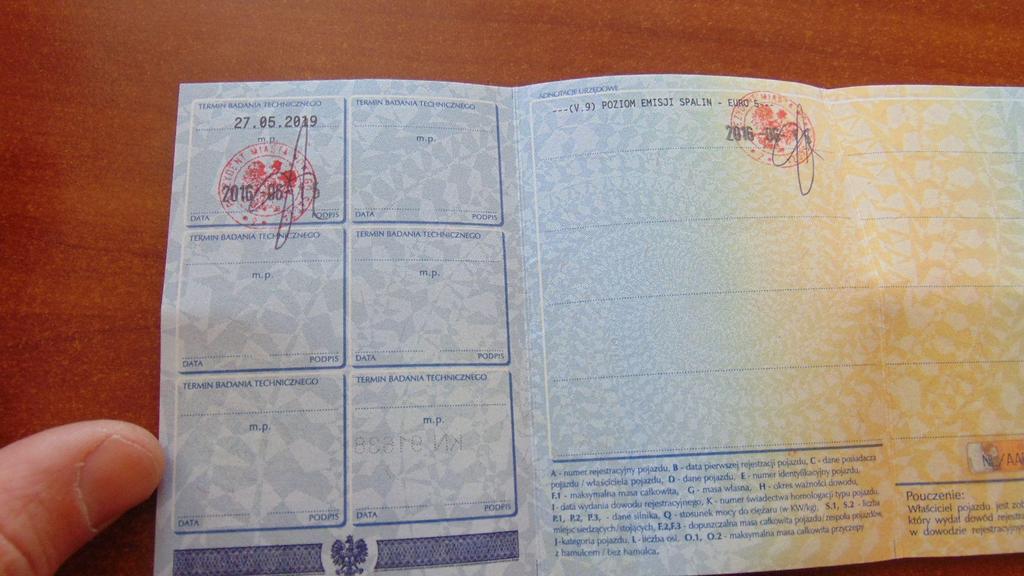 TERMIN BADANIA TECHNICZNEGO
27.05.2019
m.p.
2016 -06-
DATA PODPIS
TERMIN BADANIA TECHNICZNEGO
m.p.
DATA PODPIS
TERMIN BADANIA TECHNICZNEGO
m.p.
DATA PODPIS
TERMIN BADANIA TECHNICZNEGO
m.p.
DATA PODPIS
TERMIN BADANIA TECHNICZNEGO
m.p.
DATA PODPIS
TERMIN BADANIA TECHNICZNEGO
m.p.
DATA PODPIS
ADNOTACJE URZĘDOWE
---(V.9) POZIOM EMISJI SPALIN - EURO 5---
2016 -06-
A - numer rejestracyjny pojazdu, B - data pierwszej rejestracji pojazdu, C - dane posiadacza
pojazdu / właściciela pojazdu, D - dane pojazdu, E - numer identyfikacyjny pojazdu,
F.1 - maksymalna masa całkowita, G - masa własna, H - okres ważności dowodu,
I - data wydania dowodu rejestracyjnego, K - numer świadectwa homologacji typu pojazdu,
P.1, P.2, P.3, - dane silnika, Q - stosunek mocy do ciężaru (w KW/kg), S.1, S.2 - liczba
miejsc siedzących/stojących, F.2,F.3 - dopuszczalna masa całkowita pojazdu/zespołu pojazdów,
J-kategoria pojazdu, L - liczba osi, O.1, O.2 - maksymalna masa całkowita przyczepy
z hamulcem / bez hamulca,
Pouczenie:
Właściciel pojazdu jest
który wydał dowód
w dowodzie